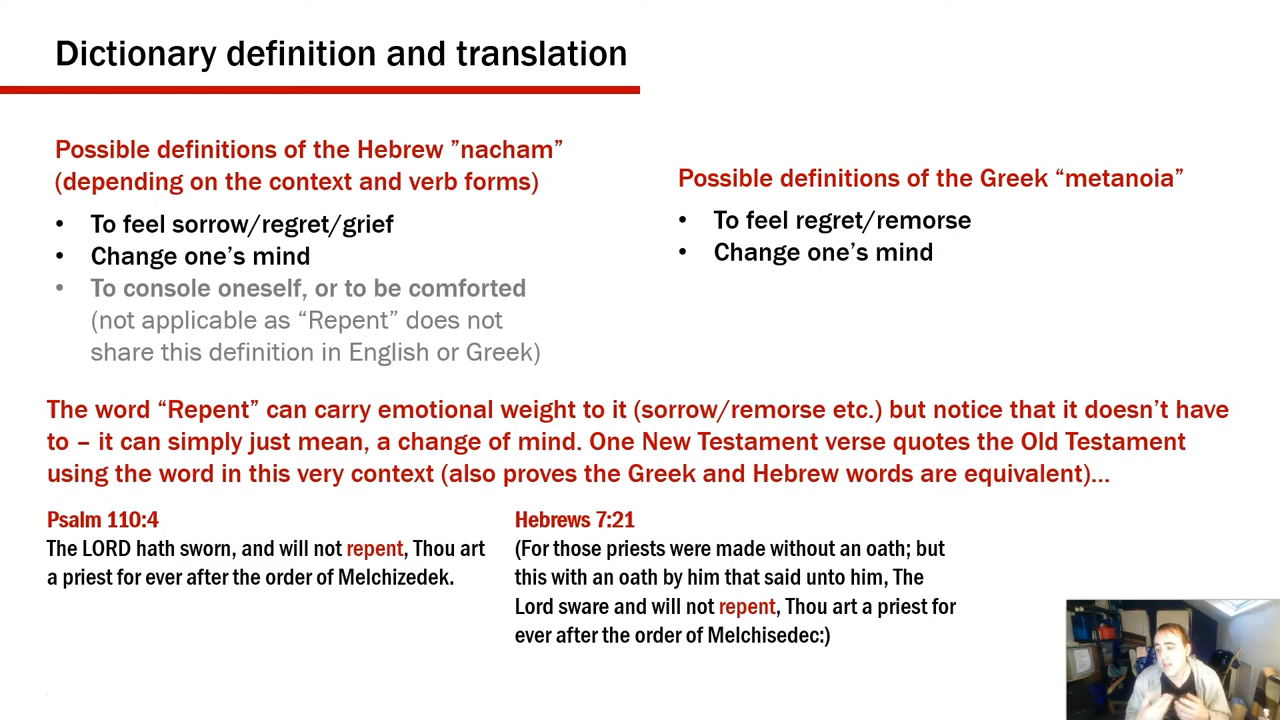 Dictionary definition and translation
Possible definitions of the Hebrew ”nacham”
(depending on the context and verb forms)
• To feel sorrow/regret/grief
• Change one’s mind
• To console oneself, or to be comforted
(not applicable as “Repent” does not
share this definition in English or Greek)
Possible definitions of the Greek “metanoia”
• To feel regret/remorse
• Change one’s mind
The word “Repent” can carry emotional weight to it (sorrow/remorse etc.) but notice that it doesn’t have
to – it can simply just mean, a change of mind. One New Testament verse quotes the Old Testament
using the word in this very context (also proves the Greek and Hebrew words are equivalent)...
Psalm 110:4
The LORD hath sworn, and will not repent, Thou art
a priest for ever after the order of Melchizedek.
Hebrews 7:21
(For those priests were made without an oath; but
this with an oath by him that said unto him, The
Lord sware and will not repent, Thou art a priest for
ever after the order of Melchisedec:)